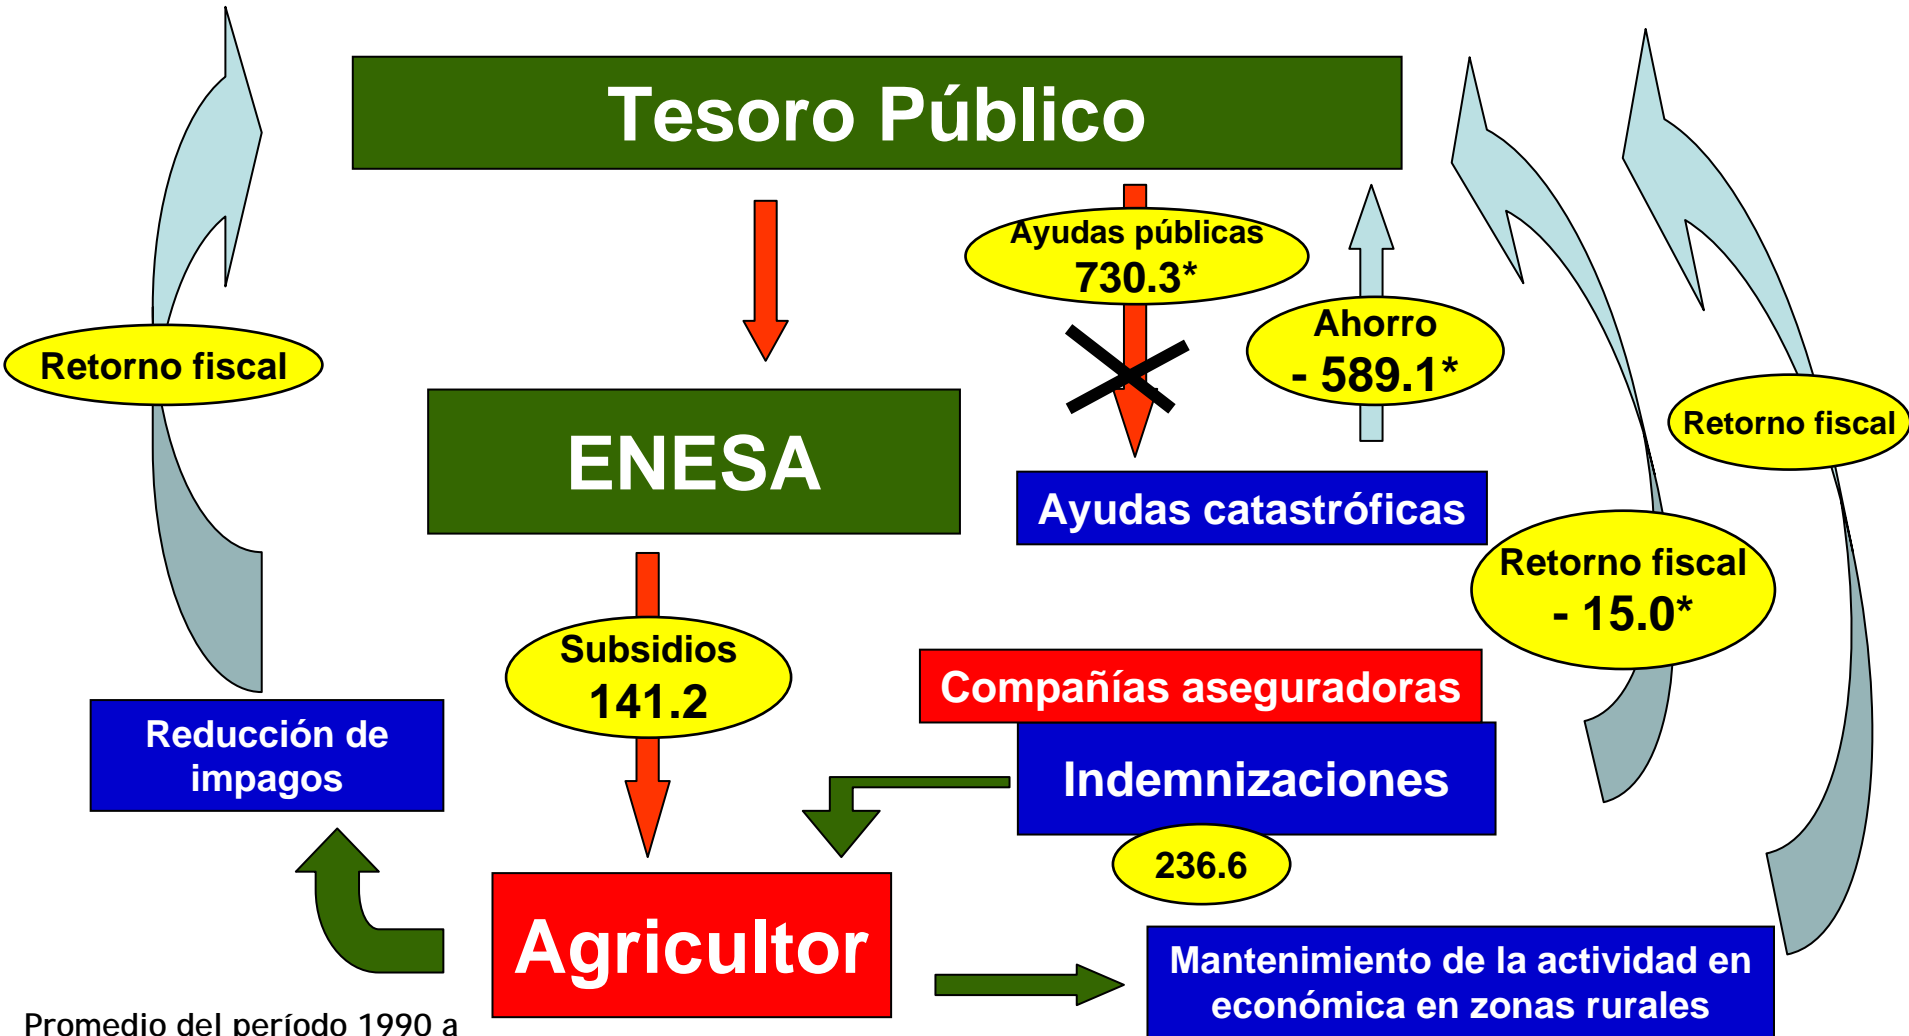 Tesoro Público
Ayudas públicas
730.3*
Ahorro
- 589.1*
Retorno fiscal
Retorno fiscal
ENESA
Ayudas catastróficas
Retorno fiscal
- 15.0*
Subsidios
141.2
Compañías aseguradoras
Reducción de
impagos
Indemnizaciones
236.6
Agricultor
Mantenimiento de la actividad en
económica en zonas rurales
Promedio del período 1990 a